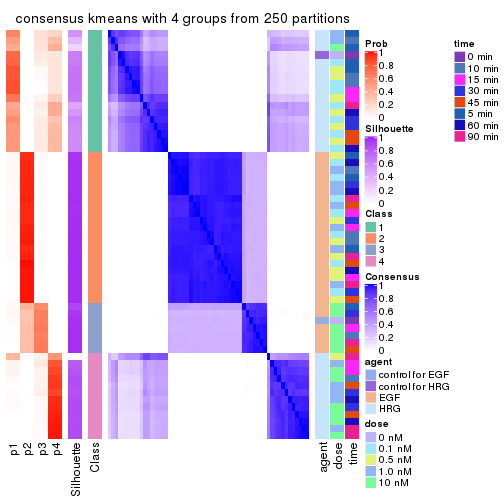 consensus kmeans with 4 groups from 250 partitions
Prob
1
0.8
0.6
0.4
0.2
0
Silhouette
1
0.8
0.6
0.4
0.2
0
Class
1
2
3
4
Consensus
1
0.8
0.6
0.4
0.2
0
agent
control for EGF
control for HRG
EGF
HRG
dose
0 nM
0.1 nM
0.5 nM
1.0 nM
10 nM
time
0 min
10 min
15 min
30 min
45 min
5 min
60 min
90 min
p1
p2
p3
p4
Silhouette
Class
agent
dose
time